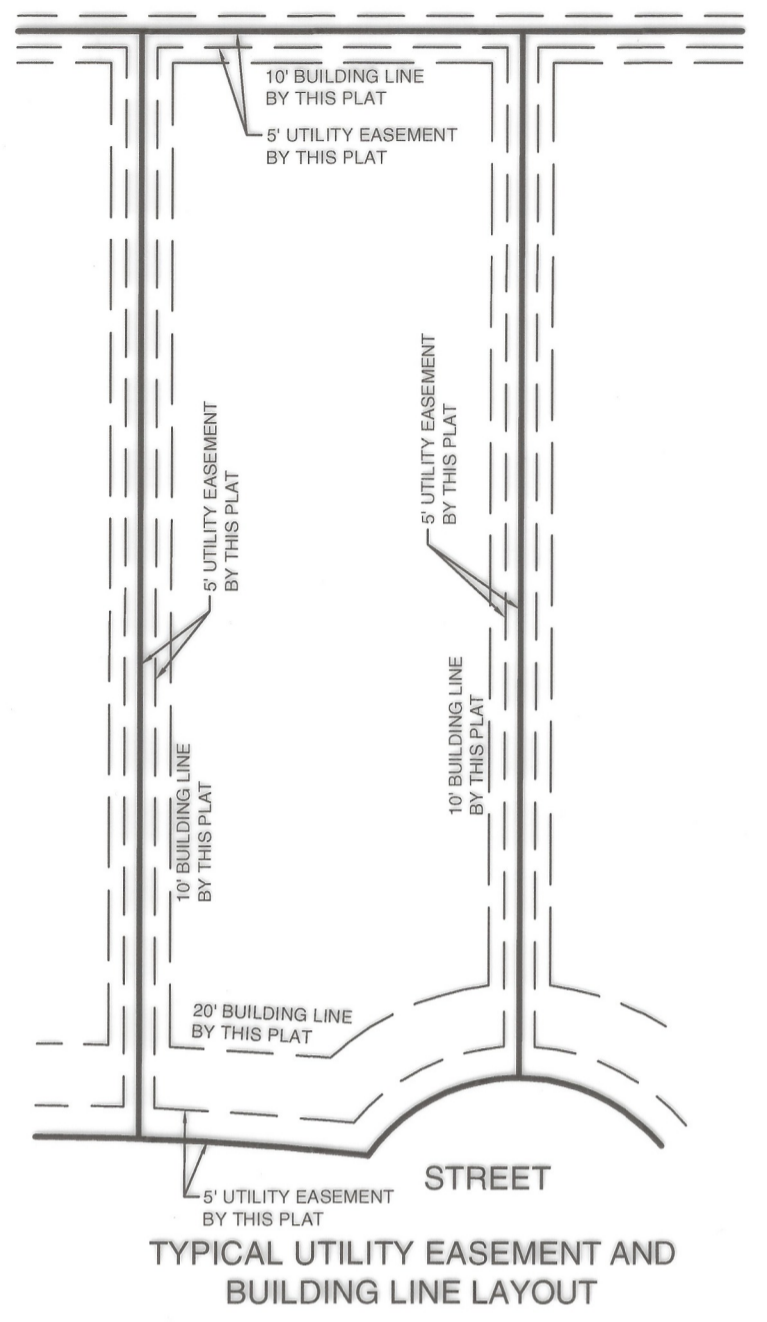 10' BUILDING LINE
BY THIS PLAT
5' UTILITY EASEMENT
BY THIS PLAT
5' UTILITY EASEMENT
BY THIS PLAT
5' UTILITY EASEMENT
BY THIS PLAT
10' BUILDING LINE
BY THIS PLAT
10' BUILDING LINE
BY THIS PLAT
20' BUILDING LINE
BY THIS PLAT
STREET
5' UTILITY EASEMENT
BY THIS PLAT
TYPICAL UTILITY EASEMENT AND
BUILDING LINE LAYOUT